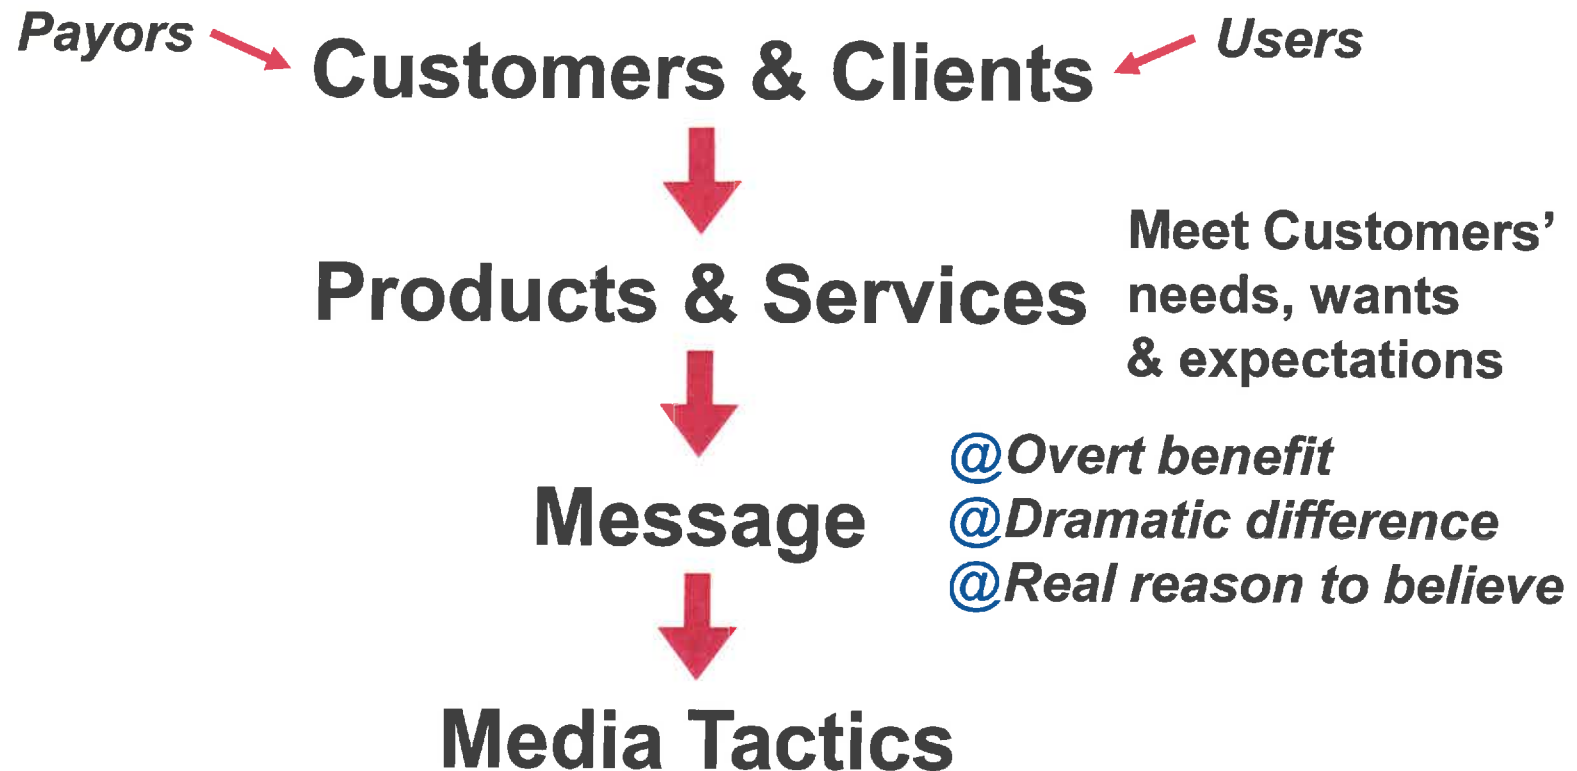 Payors
Customers & Clients
Users
Products & Services
Meet Customers’
needs, wants
& expectations
Message
@Overt benefit
@Dramatic difference
@Real reason to believe
Media Tactics